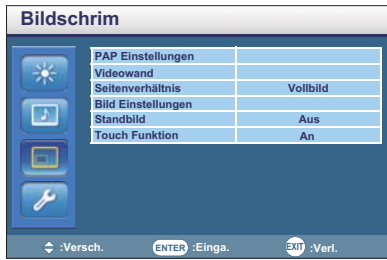 Bildschrim
PAP Einstellungen
Videowand
Seitenverhältnis Vollbild
Bild Einstellungen
Standbild Aus
Touch Funktion An
:Versch. ENTER :Einga. EXIT :Verl.